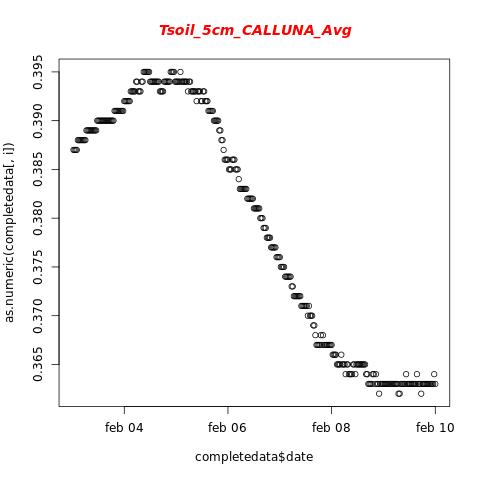 Tsoil_5cm_CALLUNA_Avg
as.numeric(completedata[, i])
0.395
0.390
0.385
0.380
0.375
0.370
0.365
feb 04 feb 06 feb 08 feb 10
completedata$date